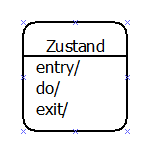 Zustand
entry/
do/
exit/